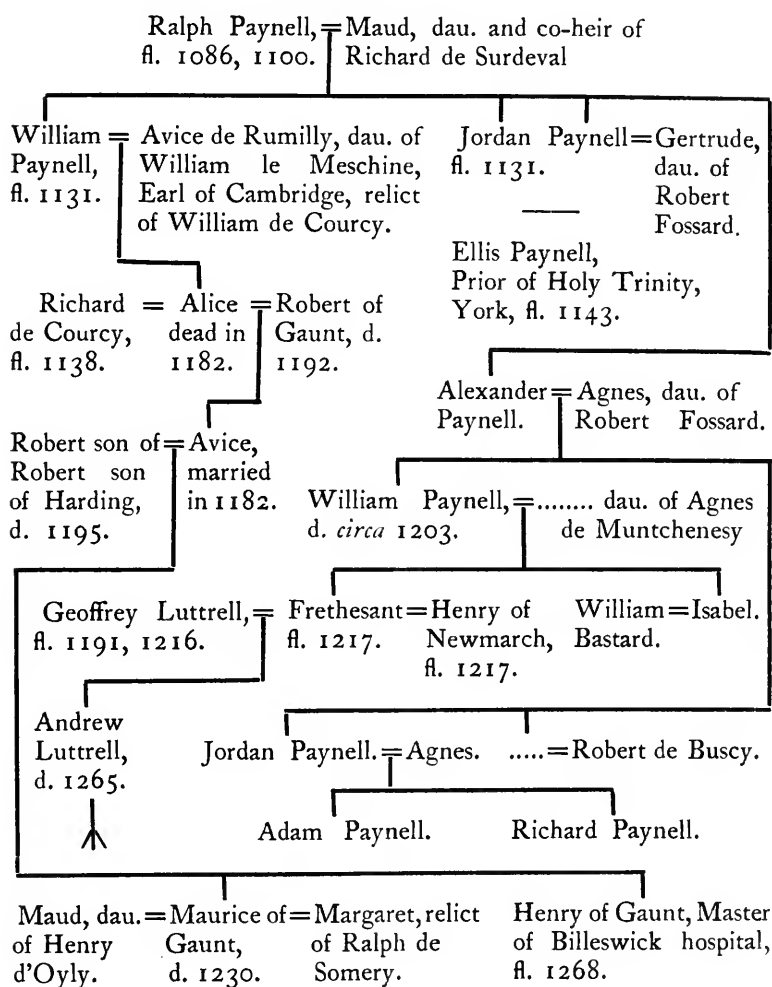 Ralph Paynell, = Maud, dau. and co-heir of
fl. 1086, 1100. Richard de Surdeval
William = Avice de Rumilly, dau. of
Paynell, William le Meschine,
fl. 1131. Earl of Cambridge, relict
of William de Courcy.
Jordan Paynell = Gertrude,
fl. 1131. dau. of
Robert
Fossard.
Ellis Paynell,
Prior of Holy Trinity,
York, fl. 1143.
Richard = Alice = Robert of
de Courcy, dead in Gaunt, d.
fl. 1138. 1182. 1192.
Alexander = Agnes, dau. of
Paynell. Robert Fossard.
Robert son of = Avice,
Robert son married
of Harding, in 1182.
d. 1195.
William Paynell, = ........ dau. of Agnes
d. circa 1203. de Muntchenesy
Geoffrey Luttrell, = Frethesant = Henry of
fl. 1191, 1216. fl. 1217. Newmarch,
fl. 1217.
William = Isabel.
Bastard.
Andrew
Luttrell,
d. 1265.
Jordan Paynell. = Agnes. ..... = Robert de Buscy.
Adam Paynell. Richard Paynell.
Maud, dau. = Maurice of = Margaret, relict
of Henry Gaunt, of Ralph de
d'Oyly. d. 1230. Somery.
Henry of Gaunt, Master
of Billeswick hospital,
fl. 1268.